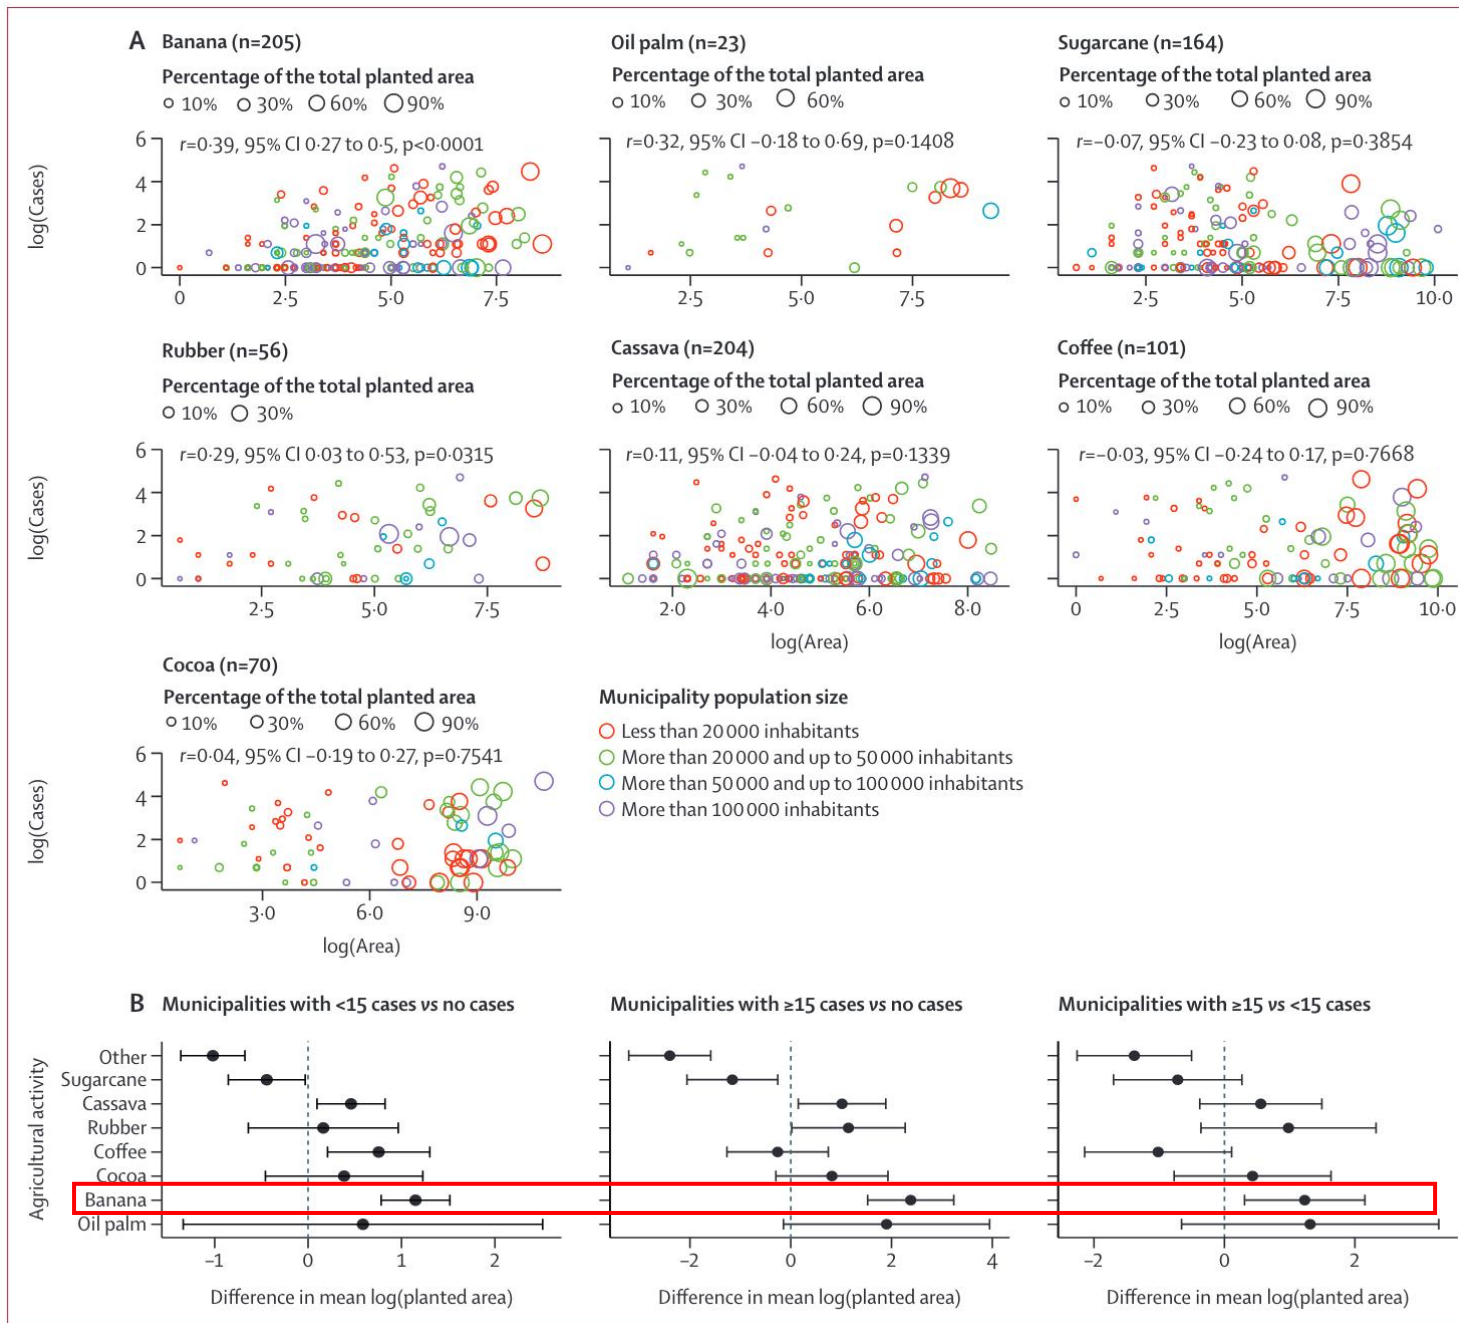 A Banana (n=205)
Percentage of the total planted area
10% 30% 60% 90%
r=0·39, 95% CI 0·27 to 0·5, p<0·0001
log(Cases)
6
4
2
0
0 2·5 5·0 7·5
Oil palm (n=23)
Percentage of the total planted area
10% 30% 60%
r=0·32, 95% CI −0·18 to 0·69, p=0·1408
2·5 5·0 7·5
Sugarcane (n=164)
Percentage of the total planted area
10% 30% 60% 90%
r=−0·07, 95% CI −0·23 to 0·08, p=0·3854
2·5 5·0 7·5 10·0
Rubber (n=56)
Percentage of the total planted area
10% 30%
r=0·29, 95% CI 0·03 to 0·53, p=0·0315
log(Cases)
6
4
2
0
2·5 5·0 7·5
Cassava (n=204)
Percentage of the total planted area
10% 30% 60% 90%
r=0·11, 95% CI −0·04 to 0·24, p=0·1339
2·0 4·0 6·0 8·0
log(Area)
Coffee (n=101)
Percentage of the total planted area
10% 30% 60% 90%
r=−0·03, 95% CI −0·24 to 0·17, p=0·7668
0 2·5 5·0 7·5 10·0
log(Area)
Cocoa (n=70)
Percentage of the total planted area
10% 30% 60% 90%
r=0·04, 95% CI −0·19 to 0·27, p=0·7541
log(Cases)
6
4
2
0
3·0 6·0 9·0
log(Area)
Municipality population size
Less than 20 000 inhabitants
More than 20 000 and up to 50 000 inhabitants
More than 50 000 and up to 100 000 inhabitants
More than 100 000 inhabitants
B Municipalities with <15 cases vs no cases
Agricultural activity
Other
Sugarcane
Cassava
Rubber
Coffee
Cocoa
Banana
Oil palm
−1 0 1 2
Difference in mean log(planted area)
Municipalities with ≥15 cases vs no cases
−2 0 2 4
Difference in mean log(planted area)
Municipalities with ≥15 vs <15 cases
−2 0 2
Difference in mean log(planted area)